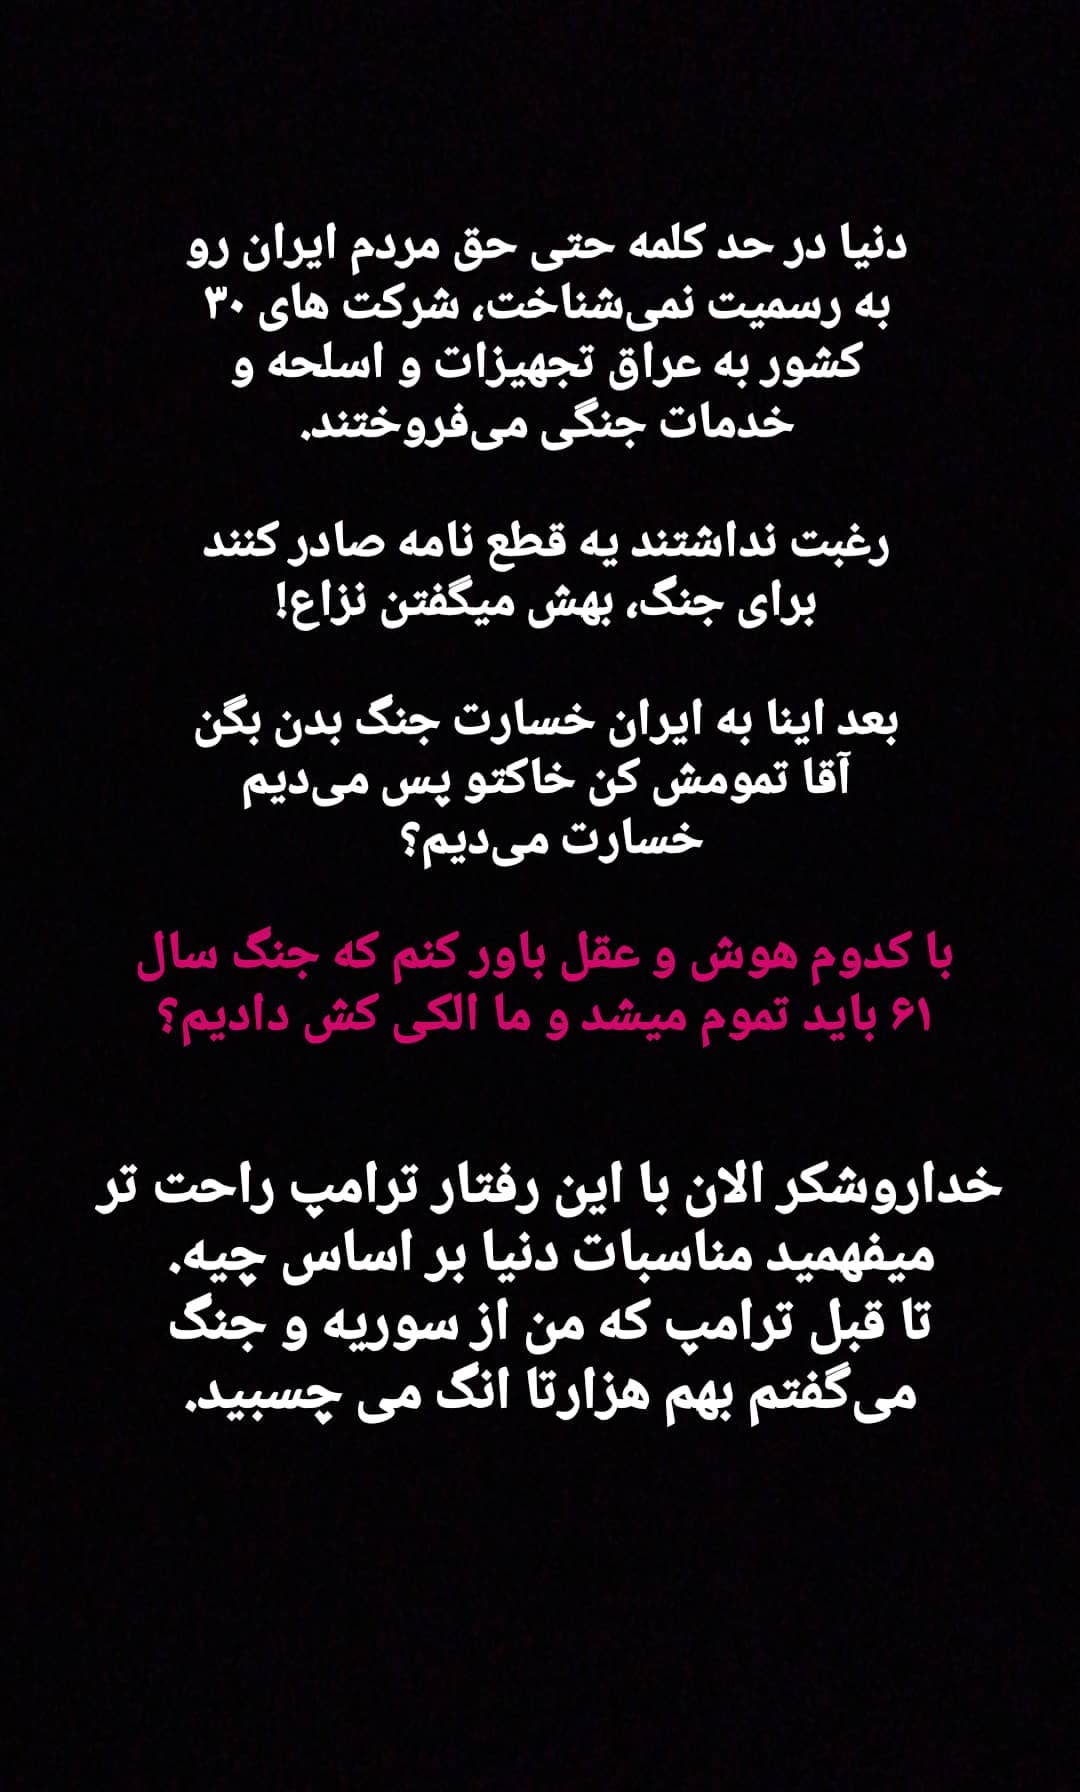 دنیا در حد کلمه حتی حق مردم ایران رو
به رسمیت نمی‌شناخت، شرکت های ۳۰
کشور به عراق تجهیزات و اسلحه و
خدمات جنگی می‌فروختند.
رغبت نداشتند یه قطع نامه صادر کنند
برای جنگ، بهش میگفتن نزاع!
بعد اینا به ایران خسارت جنگ بدن بگن
آقا تمومش کن خاکتو پس می‌دیم
خسارت می‌دیم؟
با کدوم هوش و عقل باور کنم که جنگ سال
۶۱ باید تموم میشد و ما الکی کش دادیم؟
خداروشکر الان با این رفتار ترامپ راحت تر
میفهمید مناسبات دنیا بر اساس چیه.
تا قبل ترامپ که من از سوریه و جنگ
می‌گفتم بهم هزارتا انگ می چسبید.